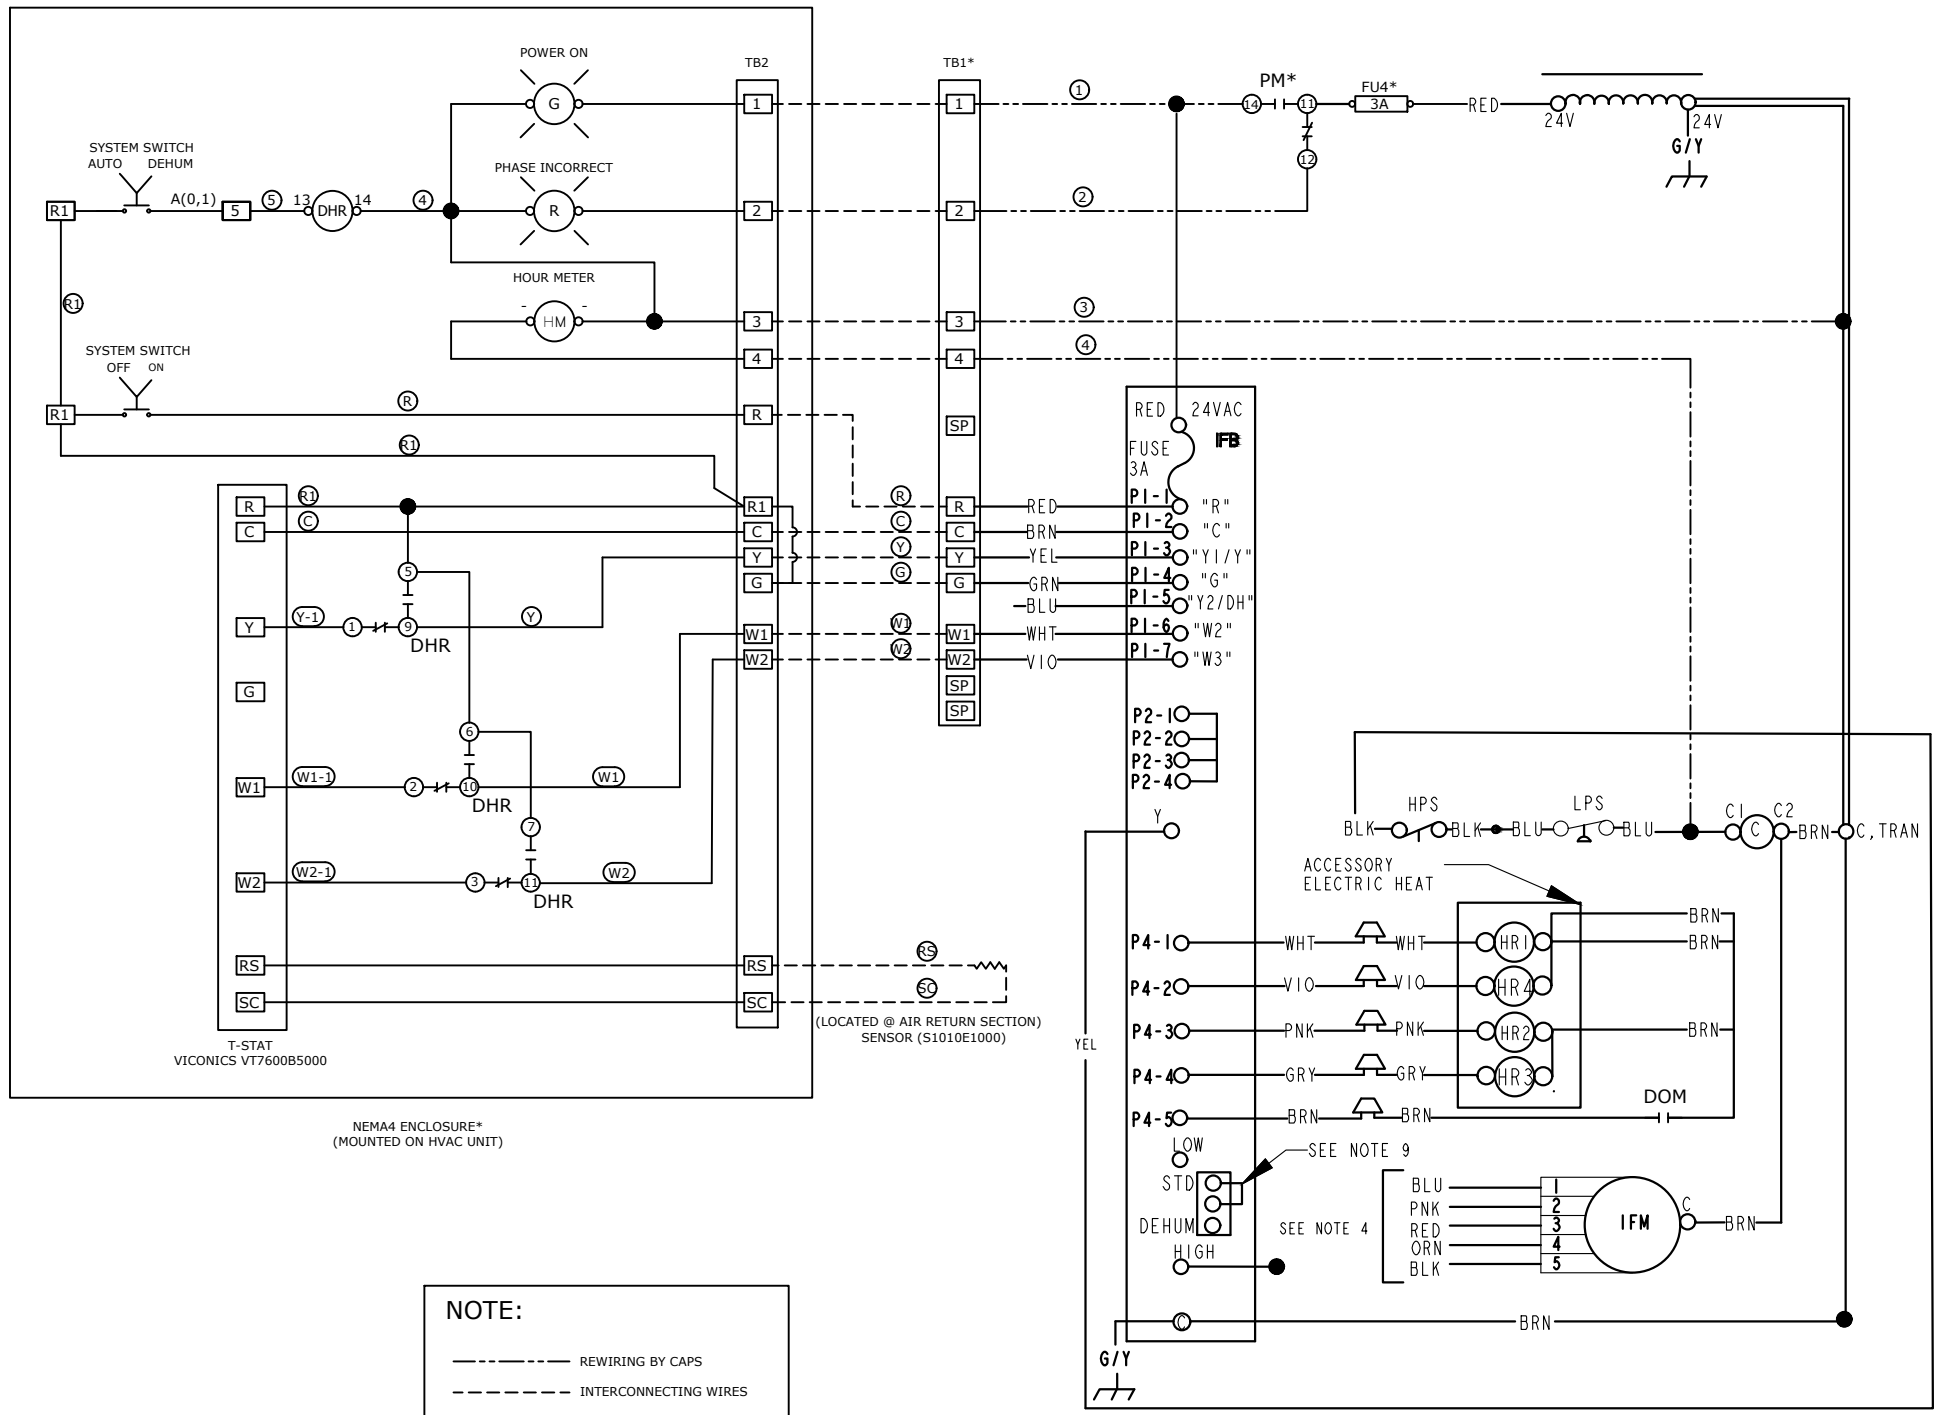 POWER ON
G
TB2
TB1*
1
1
1
14
PM*
11
FU4*
3A
RED
24V
24V
G/Y
12
SYSTEM SWITCH
AUTO DEHUM
PHASE INCORRECT
R1
A(0,1)
5
5
13
DHR
14
4
R
2
2
2
HOUR METER
R1
-
HM
-
3
3
3
SYSTEM SWITCH
OFF ON
4
4
4
R1
R
R
SP
R1
RED 24VAC
FUSE
3A
IFB
R
R1
R1
R
R
RED
P1-1
"R"
C
C
C
C
C
BRN
P1-2
"C"
Y
Y
Y
YEL
P1-3
"Y1/Y"
G
G
G
GRN
P1-4
"G"
BLU
P1-5
"Y2/DH"
5
Y
Y-1
1
9
Y
DHR
W1
W1
W1
WHT
P1-6
"W2"
W2
W2
W2
VIO
P1-7
"W3"
G
SP
SP
6
P2-1
P2-2
P2-3
P2-4
W1
W1-1
2
10
W1
DHR
7
W2
W2-1
3
11
W2
DHR
Y
HPS
LPS
C1
C2
BLK
BLK
BLU
BLU
C
BRN
C,TRAN
ACCESSORY
ELECTRIC HEAT
RS
RS
RS
SC
SC
SC
(LOCATED @ AIR RETURN SECTION)
SENSOR (S1010E1000)
T-STAT
VICONICS VT7600B5000
NEMA4 ENCLOSURE*
(MOUNTED ON HVAC UNIT)
YEL
BRN
P4-1
WHT
WHT
HR1
BRN
P4-2
VIO
VIO
HR4
P4-3
PNK
PNK
HR2
BRN
P4-4
GRY
GRY
HR3
P4-5
BRN
BRN
DOM
LOW
STD
DEHUM
HIGH
SEE NOTE 9
SEE NOTE 4
BLU
1
PNK
2
RED
3
ORN
4
BLK
5
IFM
C
BRN
C
BRN
G/Y
NOTE:
REWIRING BY CAPS
INTERCONNECTING WIRES